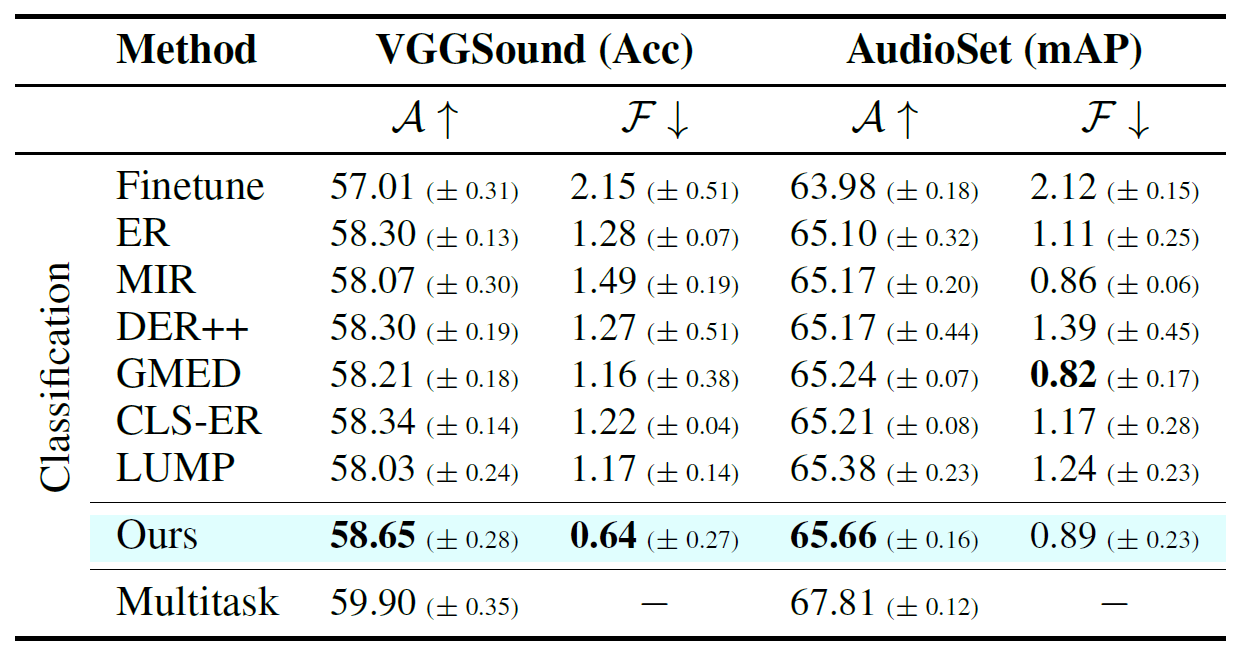 Method VGGSound (Acc) AudioSet (mAP)
𝒜 ↑ ℱ ↓ 𝒜 ↑ ℱ ↓
Classification
Finetune 57.01 (± 0.31) 2.15 (± 0.51) 63.98 (± 0.18) 2.12 (± 0.15)
ER 58.30 (± 0.13) 1.28 (± 0.07) 65.10 (± 0.32) 1.11 (± 0.25)
MIR 58.07 (± 0.30) 1.49 (± 0.19) 65.17 (± 0.20) 0.86 (± 0.06)
DER++ 58.30 (± 0.19) 1.27 (± 0.51) 65.17 (± 0.44) 1.39 (± 0.45)
GMED 58.21 (± 0.18) 1.16 (± 0.38) 65.24 (± 0.07) 0.82 (± 0.17)
CLS-ER 58.34 (± 0.14) 1.22 (± 0.04) 65.21 (± 0.08) 1.17 (± 0.28)
LUMP 58.03 (± 0.24) 1.17 (± 0.14) 65.38 (± 0.23) 1.24 (± 0.23)
Ours 58.65 (± 0.28) 0.64 (± 0.27) 65.66 (± 0.16) 0.89 (± 0.23)
Multitask 59.90 (± 0.35) – 67.81 (± 0.12) –